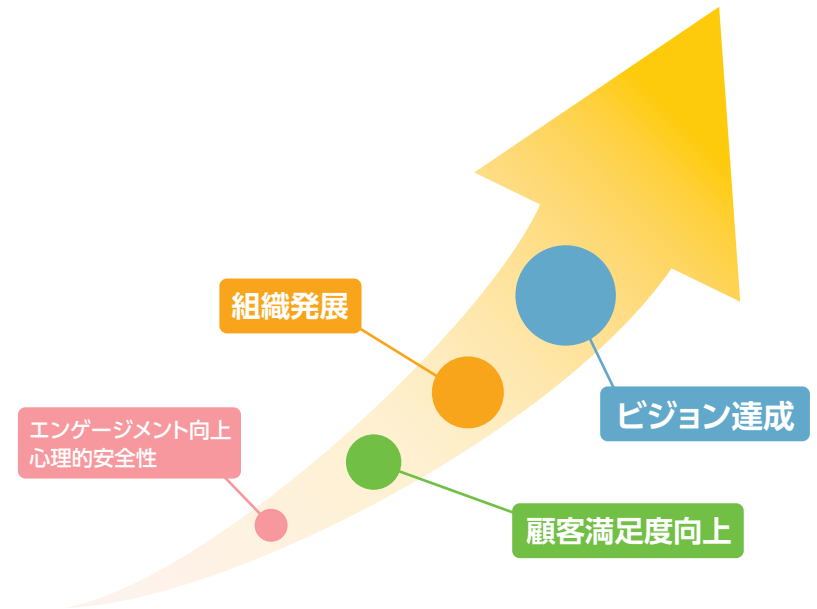 組織発展
ビジョン達成
エンゲージメント向上
心理的安全性
顧客満足度向上